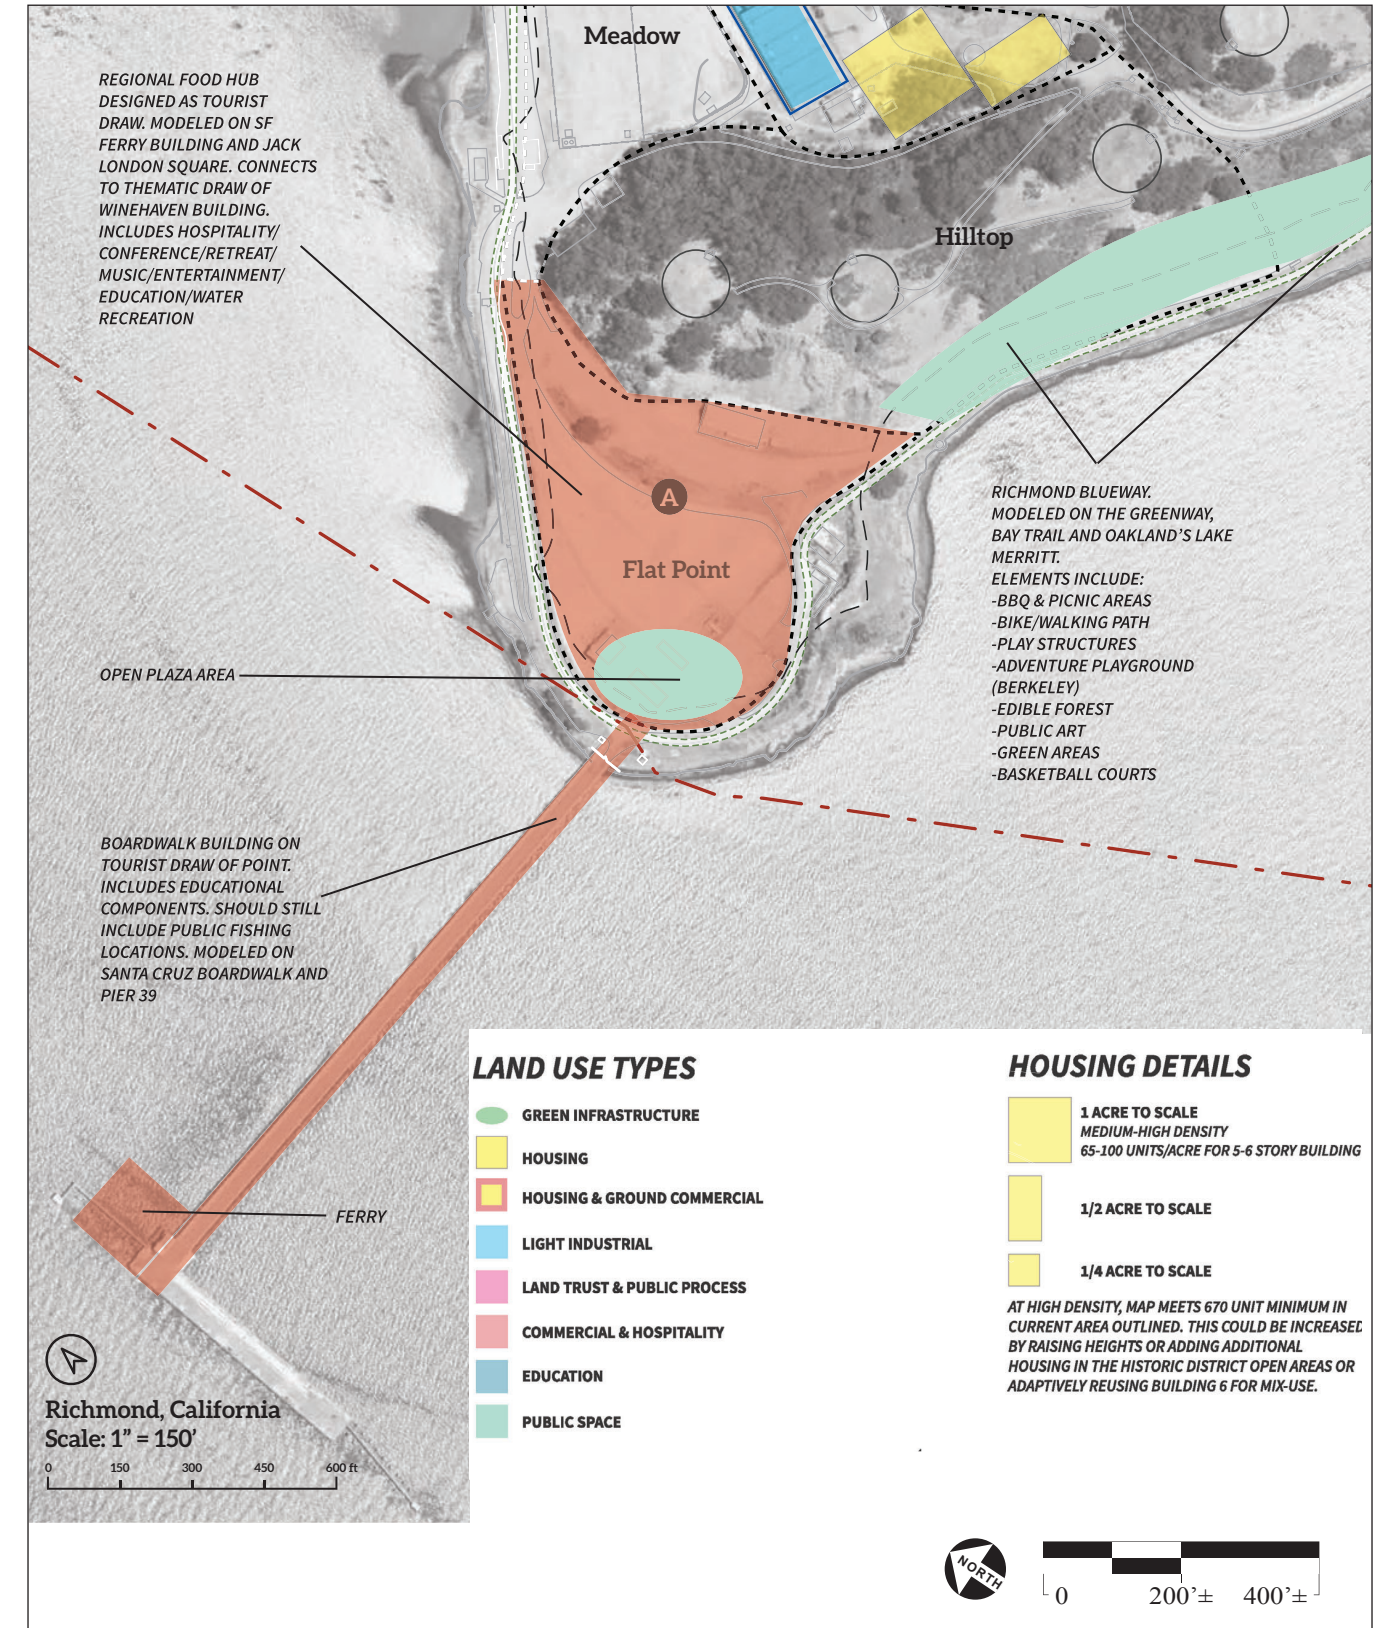 Meadow
REGIONAL FOOD HUB
DESIGNED AS TOURIST
DRAW. MODELED ON SF
FERRY BUILDING AND JACK
LONDON SQUARE. CONNECTS
TO THEMATIC DRAW OF
WINEHAVEN BUILDING.
INCLUDES HOSPITALITY/
CONFERENCE/RETREAT/
MUSIC/ENTERTAINMENT/
EDUCATION/WATER
RECREATION
Hilltop
A
Flat Point
RICHMOND BLUEWAY.
MODELED ON THE GREENWAY,
BAY TRAIL AND OAKLAND'S LAKE
MERRITT.
ELEMENTS INCLUDE:
-BBQ & PICNIC AREAS
-BIKE/WALKING PATH
-PLAY STRUCTURES
-ADVENTURE PLAYGROUND
(BERKELEY)
-EDIBLE FOREST
-PUBLIC ART
-GREEN AREAS
-BASKETBALL COURTS
OPEN PLAZA AREA
BOARDWALK BUILDING ON
TOURIST DRAW OF POINT.
INCLUDES EDUCATIONAL
COMPONENTS. SHOULD STILL
INCLUDE PUBLIC FISHING
LOCATIONS. MODELED ON
SANTA CRUZ BOARDWALK AND
PIER 39
FERRY
LAND USE TYPES
GREEN INFRASTRUCTURE
HOUSING
HOUSING & GROUND COMMERCIAL
LIGHT INDUSTRIAL
LAND TRUST & PUBLIC PROCESS
COMMERCIAL & HOSPITALITY
EDUCATION
PUBLIC SPACE
HOUSING DETAILS
1 ACRE TO SCALE
MEDIUM-HIGH DENSITY
65-100 UNITS/ACRE FOR 5-6 STORY BUILDING
1/2 ACRE TO SCALE
1/4 ACRE TO SCALE
AT HIGH DENSITY, MAP MEETS 670 UNIT MINIMUM IN
CURRENT AREA OUTLINED. THIS COULD BE INCREASED
BY RAISING HEIGHTS OR ADDING ADDITIONAL
HOUSING IN THE HISTORIC DISTRICT OPEN AREAS OR
ADAPTIVELY REUSING BUILDING 6 FOR MIX-USE.
Richmond, California
Scale: 1" = 150'
0 150 300 450 600 ft
NORTH
0 200'± 400'±